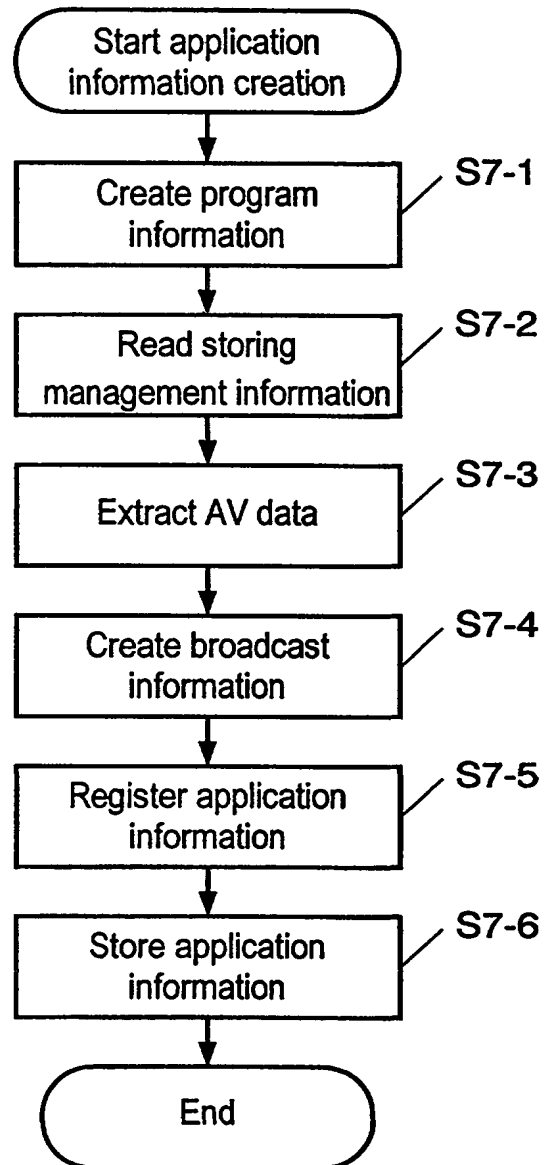 Start application
information creation
S7-1
Create program
information
S7-2
Read storing
management information
S7-3
Extract AV data
S7-4
Create broadcast
information
S7-5
Register application
information
S7-6
Store application
information
End